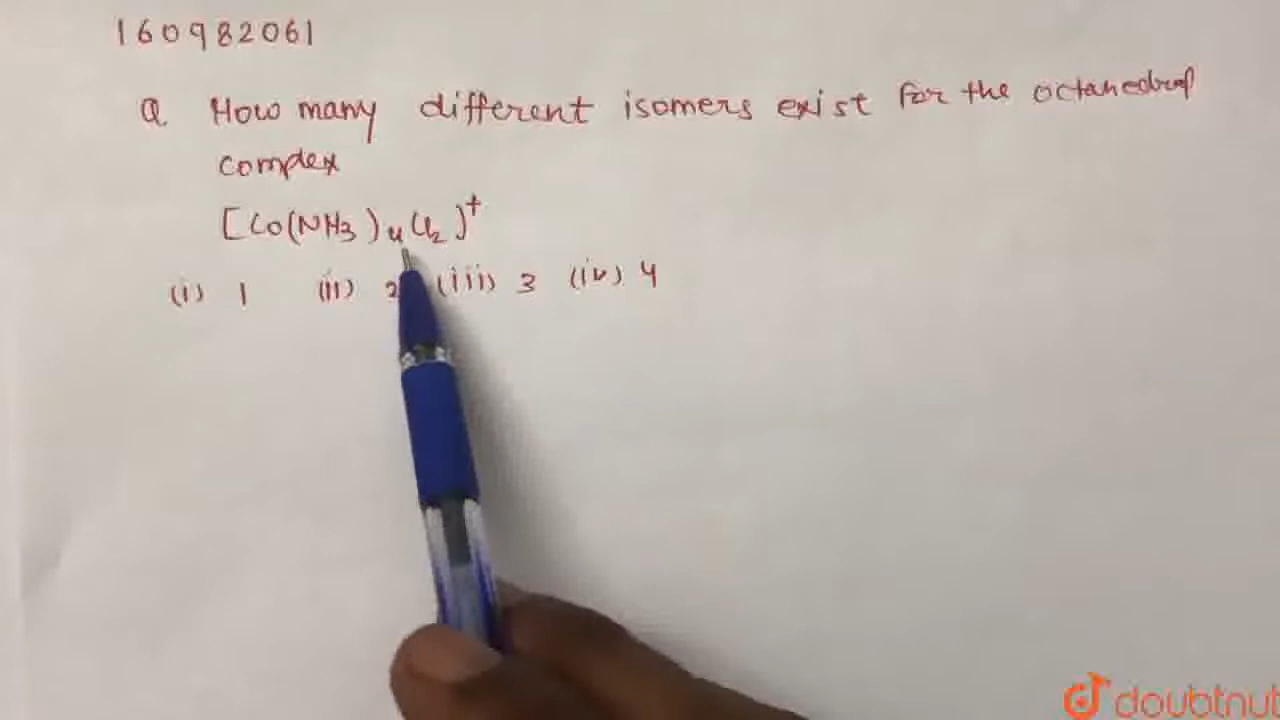 160982061
Q. How many different isomers exist for the octahedral
complex
[Co(NH3)4Cl2]+
(i) 1 (ii) 2 (iii) 3 (iv) 4
doubtnut